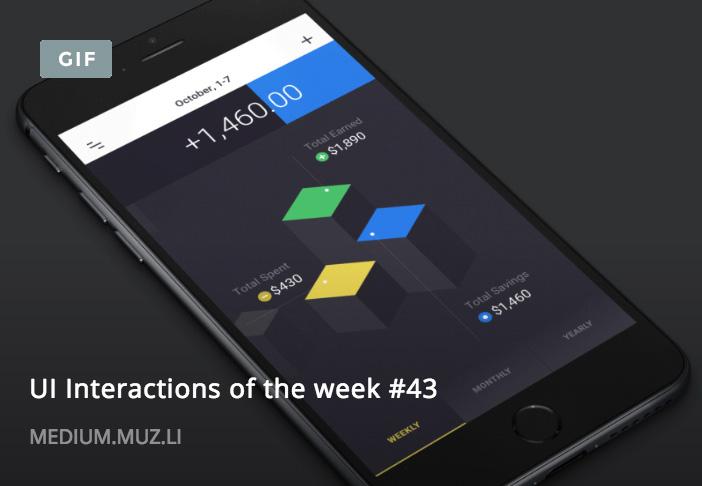 GIF
October, 1-7
+1,460.00
Total Earned
$1,890
Total Spent
$430
Total Savings
$1,460
WEEKLY
MONTHLY
YEARLY
UI Interactions of the week #43
MEDIUM.MUZ.LI